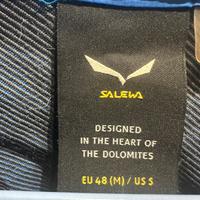 SALEWA
DESIGNED
IN THE HEART OF
THE DOLOMITES
EU 48 (M) / US S